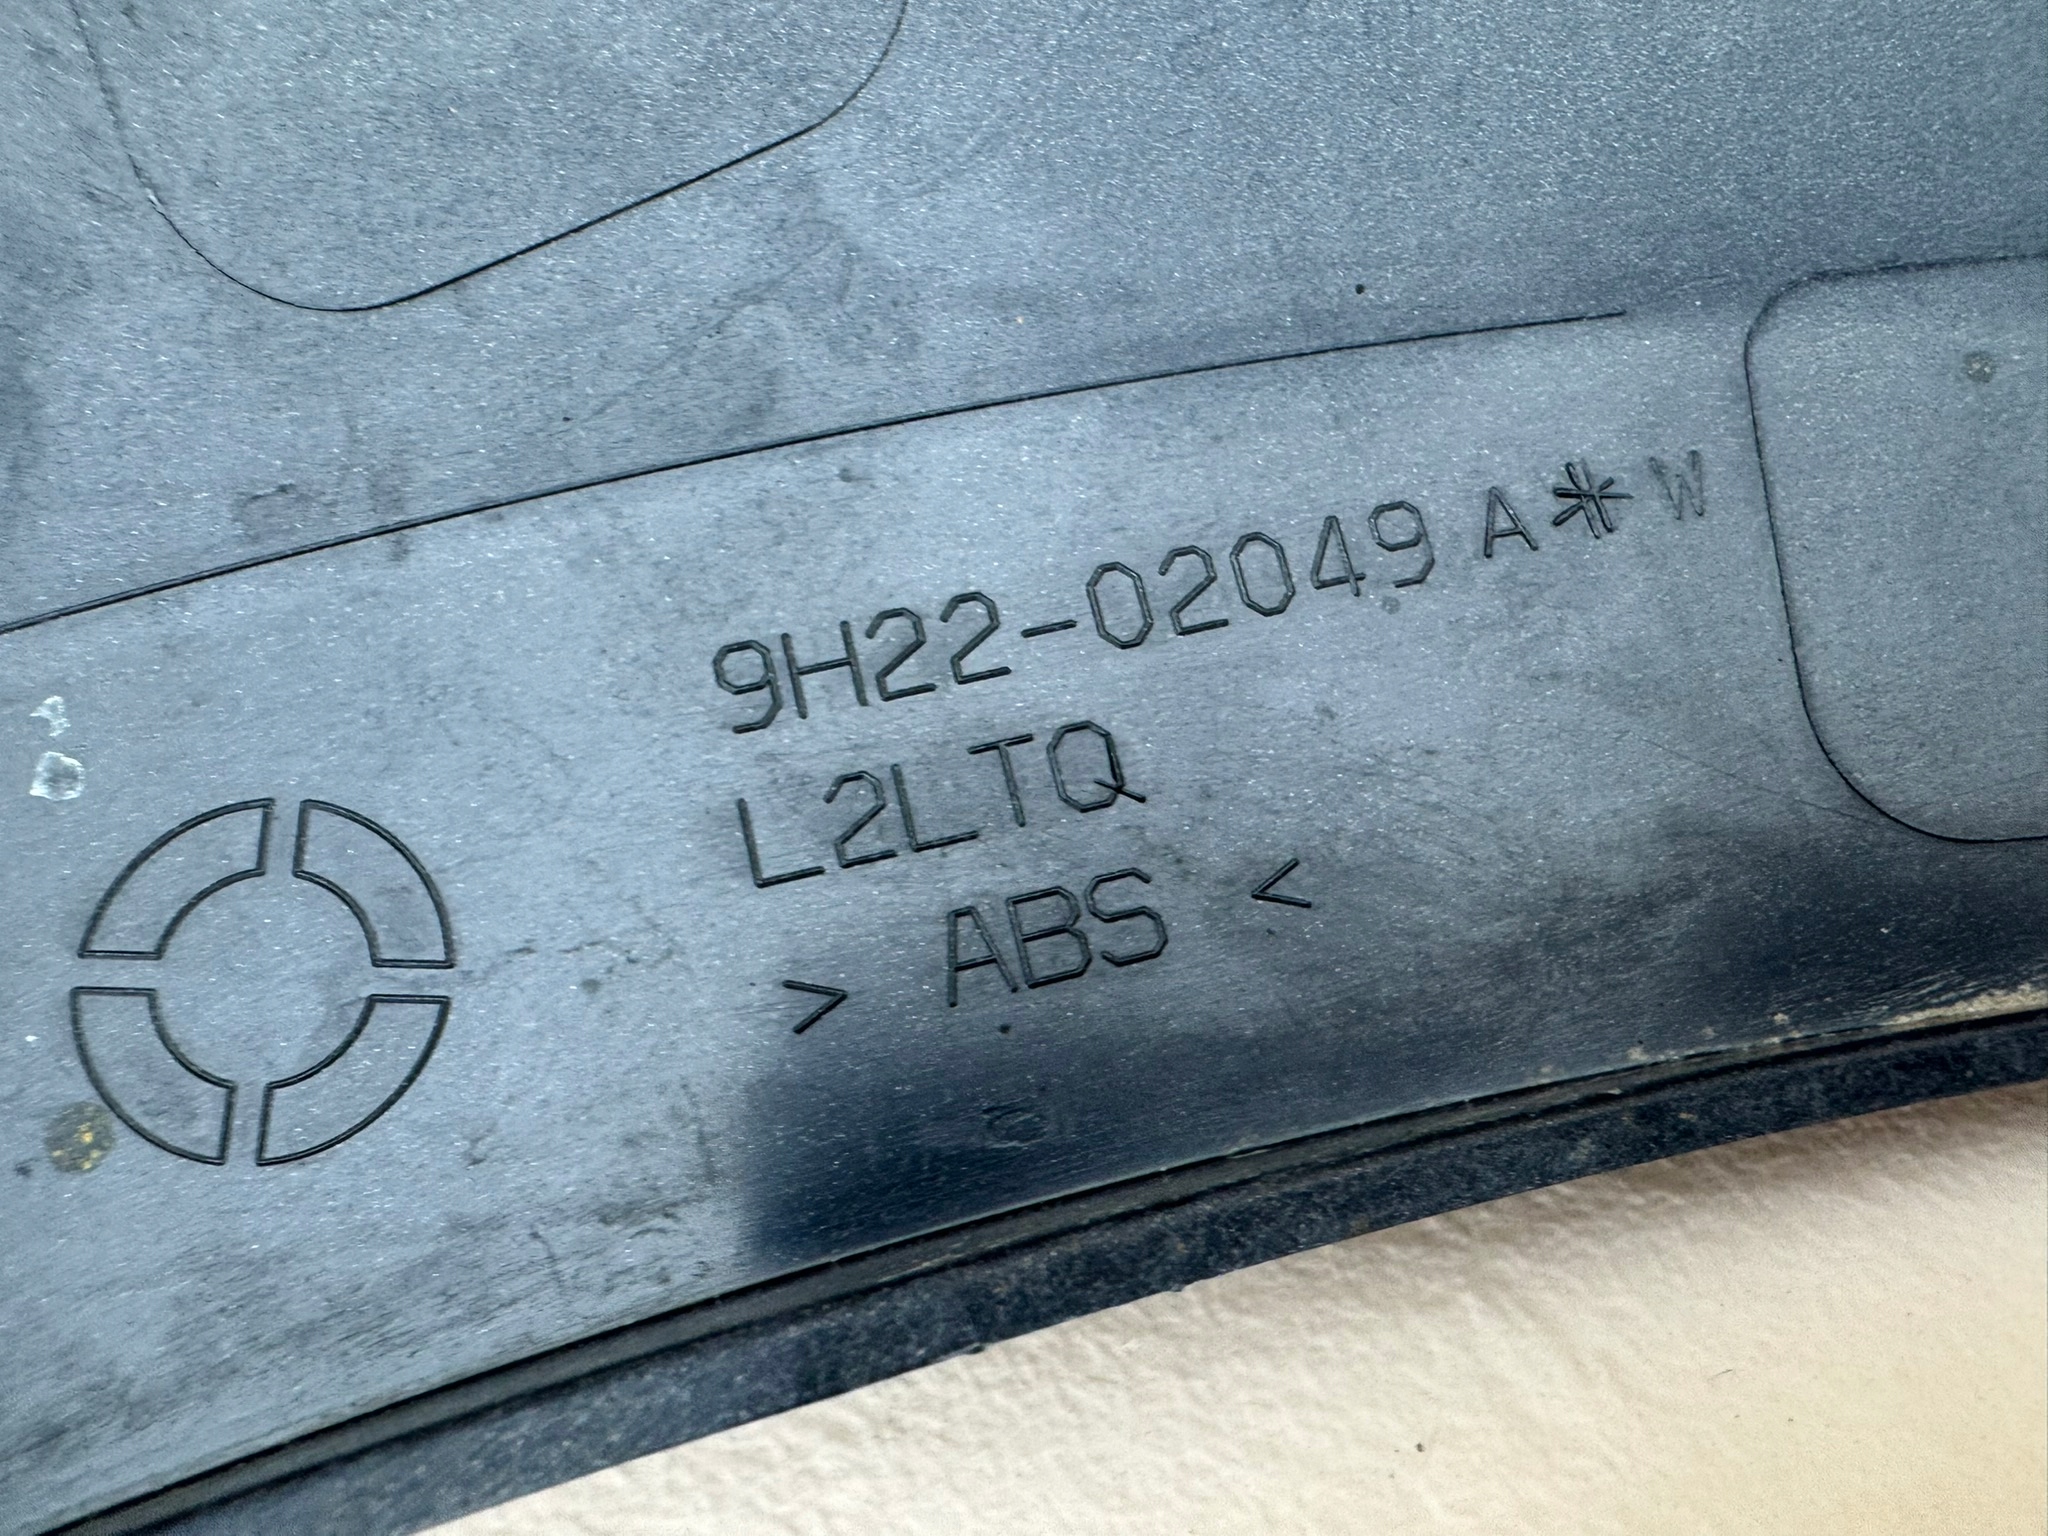 9H22-02049 A * W
L2LTQ
> ABS <